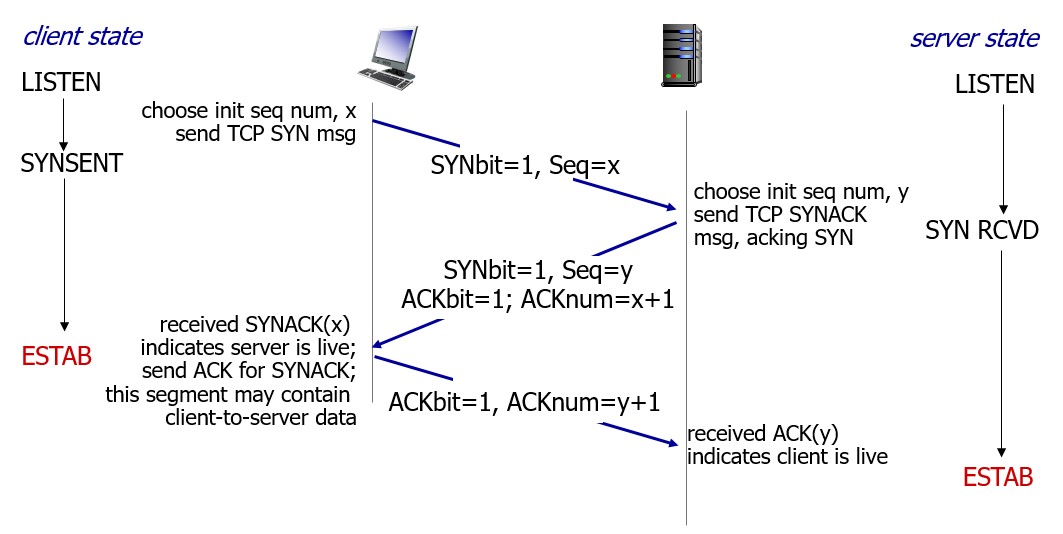 client state
server state
LISTEN
LISTEN
choose init seq num, x
send TCP SYN msg
SYNSENT
SYNbit=1, Seq=x
choose init seq num, y
send TCP SYNACK
msg, acking SYN
SYN RCVD
SYNbit=1, Seq=y
ACKbit=1; ACKnum=x+1
received SYNACK(x)
indicates server is live;
send ACK for SYNACK;
this segment may contain
client-to-server data
ESTAB
ACKbit=1, ACKnum=y+1
received ACK(y)
indicates client is live
ESTAB